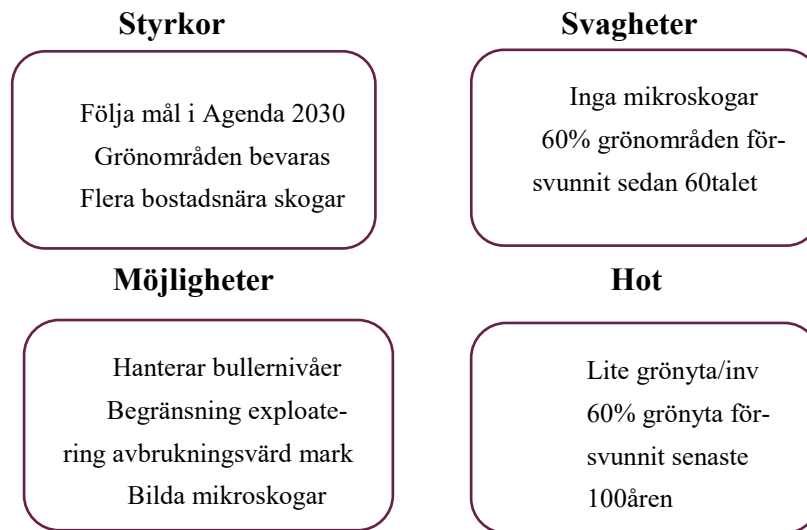 Styrkor
Följa mål i Agenda 2030
Grönområden bevaras
Flera bostadsnära skogar
Svagheter
Inga mikroskogar
60% grönområden för-
svunnit sedan 60talet
Möjligheter
Hanterar bullernivåer
Begränsning exploate-
ring avbrukningsvärd mark
Bilda mikroskogar
Hot
Lite grönyta/inv
60% grönyta för-
svunnit senaste
100åren